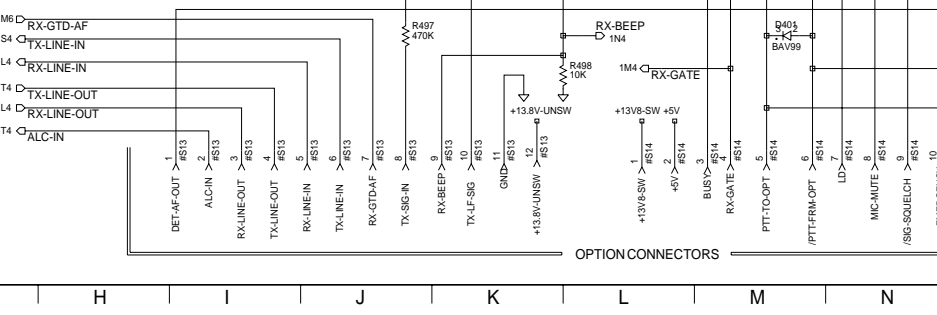 M6 RX-GTD-AF
S4 TX-LINE-IN
L4 RX-LINE-IN
T4 TX-LINE-OUT
L4 RX-LINE-OUT
T4 ALC-IN
R497
470K
RX-BEEP
1N4
R498
10K
1M4 RX-GATE
D401
3 2
BAV99
+13.8V-UNSW
+13V8-SW +5V
1 #S13 DET-AF-OUT
2 #S13 ALC-IN
3 #S13 RX-LINE-OUT
4 #S13 TX-LINE-OUT
5 #S13 RX-LINE-IN
6 #S13 TX-LINE-IN
7 #S13 RX-GTD-AF
8 #S13 TX-SIG-IN
9 #S13 RX-BEEP
10 #S13 TX-LF-SIG
11 #S13 GND
12 #S13 +13.8V-UNSW
1 #S14 +13V8-SW
2 #S14 +5V
3 #S14 BUSY
4 #S14 RX-GATE
5 #S14 PTT-TO-OPT
6 #S14 /PTT-FRM-OPT
7 #S14 LD
8 #S14 MIC-MUTE
9 #S14 /SIG-SQUELCH
10
OPTION CONNECTORS
H I J K L M N